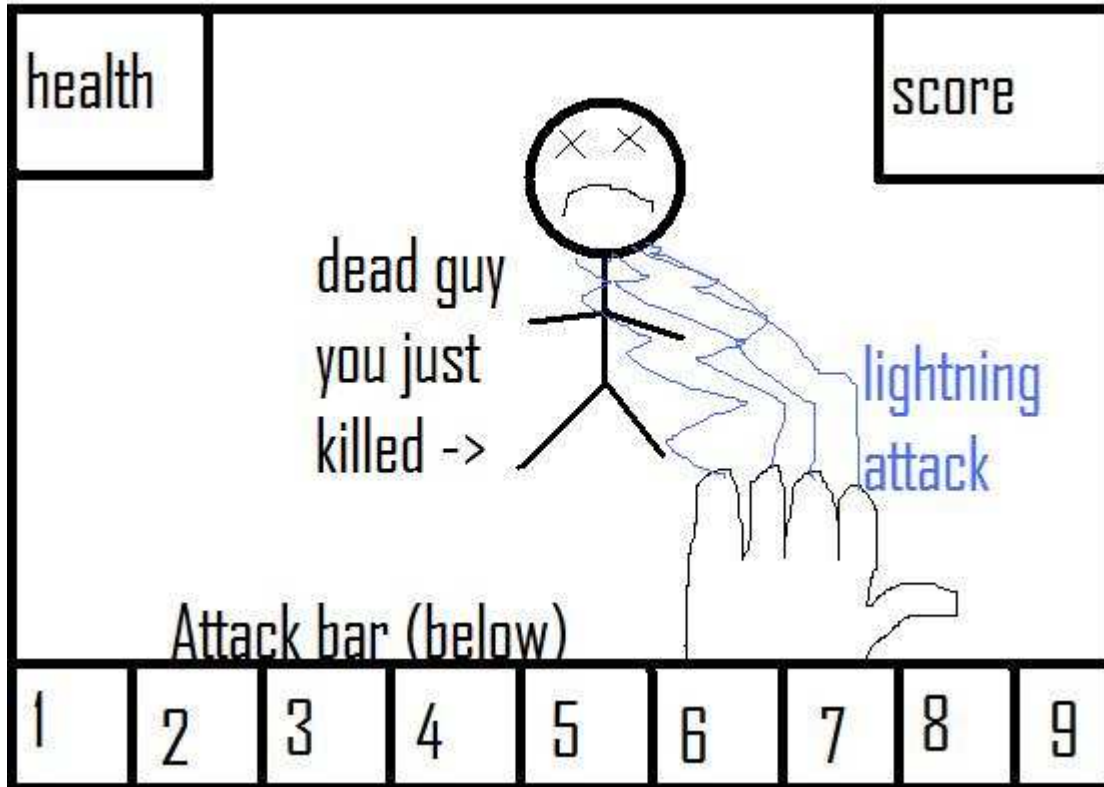 health
score
dead guy
you just
killed ->
lightning
attack
Attack bar (below)
1 2 3 4 5 6 7 8 9